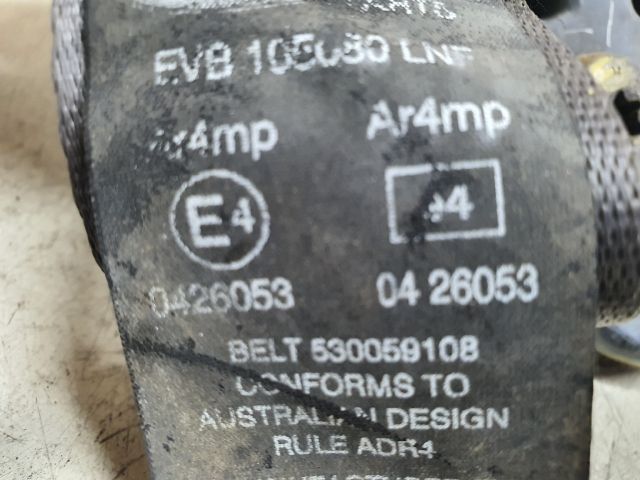 EVB 105080 LNF
Ar4mp Ar4mp
E4 e4
0426053 04 26053
BELT 530059108
CONFORMS TO
AUSTRALIAN DESIGN
RULE ADR4